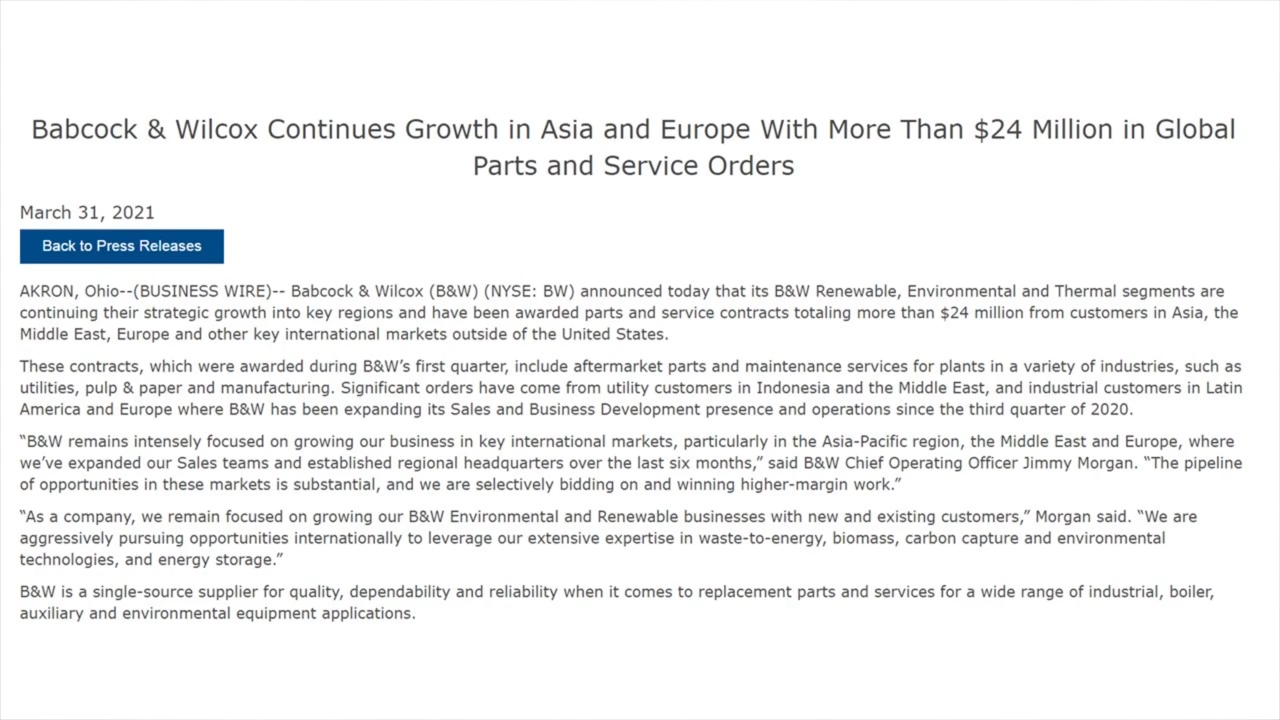 Babcock & Wilcox Continues Growth in Asia and Europe With More Than $24 Million in Global
Parts and Service Orders
March 31, 2021
Back to Press Releases
AKRON, Ohio--(BUSINESS WIRE)-- Babcock & Wilcox (B&W) (NYSE: BW) announced today that its B&W Renewable, Environmental and Thermal segments are
continuing their strategic growth into key regions and have been awarded parts and service contracts totaling more than $24 million from customers in Asia, the
Middle East, Europe and other key international markets outside of the United States.
These contracts, which were awarded during B&W’s first quarter, include aftermarket parts and maintenance services for plants in a variety of industries, such as
utilities, pulp & paper and manufacturing. Significant orders have come from utility customers in Indonesia and the Middle East, and industrial customers in Latin
America and Europe where B&W has been expanding its Sales and Business Development presence and operations since the third quarter of 2020.
“B&W remains intensely focused on growing our business in key international markets, particularly in the Asia-Pacific region, the Middle East and Europe, where
we’ve expanded our Sales teams and established regional headquarters over the last six months,” said B&W Chief Operating Officer Jimmy Morgan. “The pipeline
of opportunities in these markets is substantial, and we are selectively bidding on and winning higher-margin work.”
“As a company, we remain focused on growing our B&W Environmental and Renewable businesses with new and existing customers,” Morgan said. “We are
aggressively pursuing opportunities internationally to leverage our extensive expertise in waste-to-energy, biomass, carbon capture and environmental
technologies, and energy storage.”
B&W is a single-source supplier for quality, dependability and reliability when it comes to replacement parts and services for a wide range of industrial, boiler,
auxiliary and environmental equipment applications.